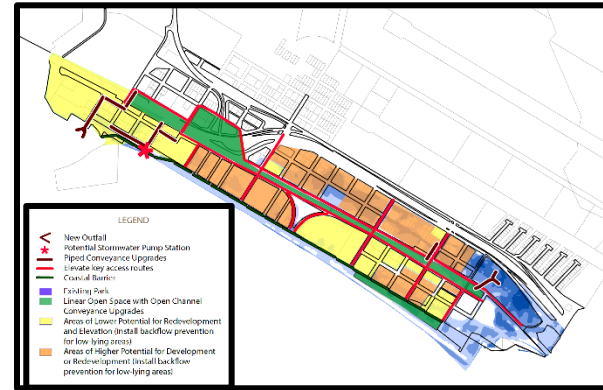 LEGEND
New Outfall
Potential Stormwater Pump Station
Piped Conveyance Upgrades
Elevate key access routes
Coastal Barrier
Existing Park
Linear Open Space with Open Channel
Conveyance Upgrades
Areas of Lower Potential for Redevelopment
and Elevation (Install backflow prevention
for low-lying areas)
Areas of Higher Potential for Development
or Redevelopment (Install backflow
prevention for low-lying areas)